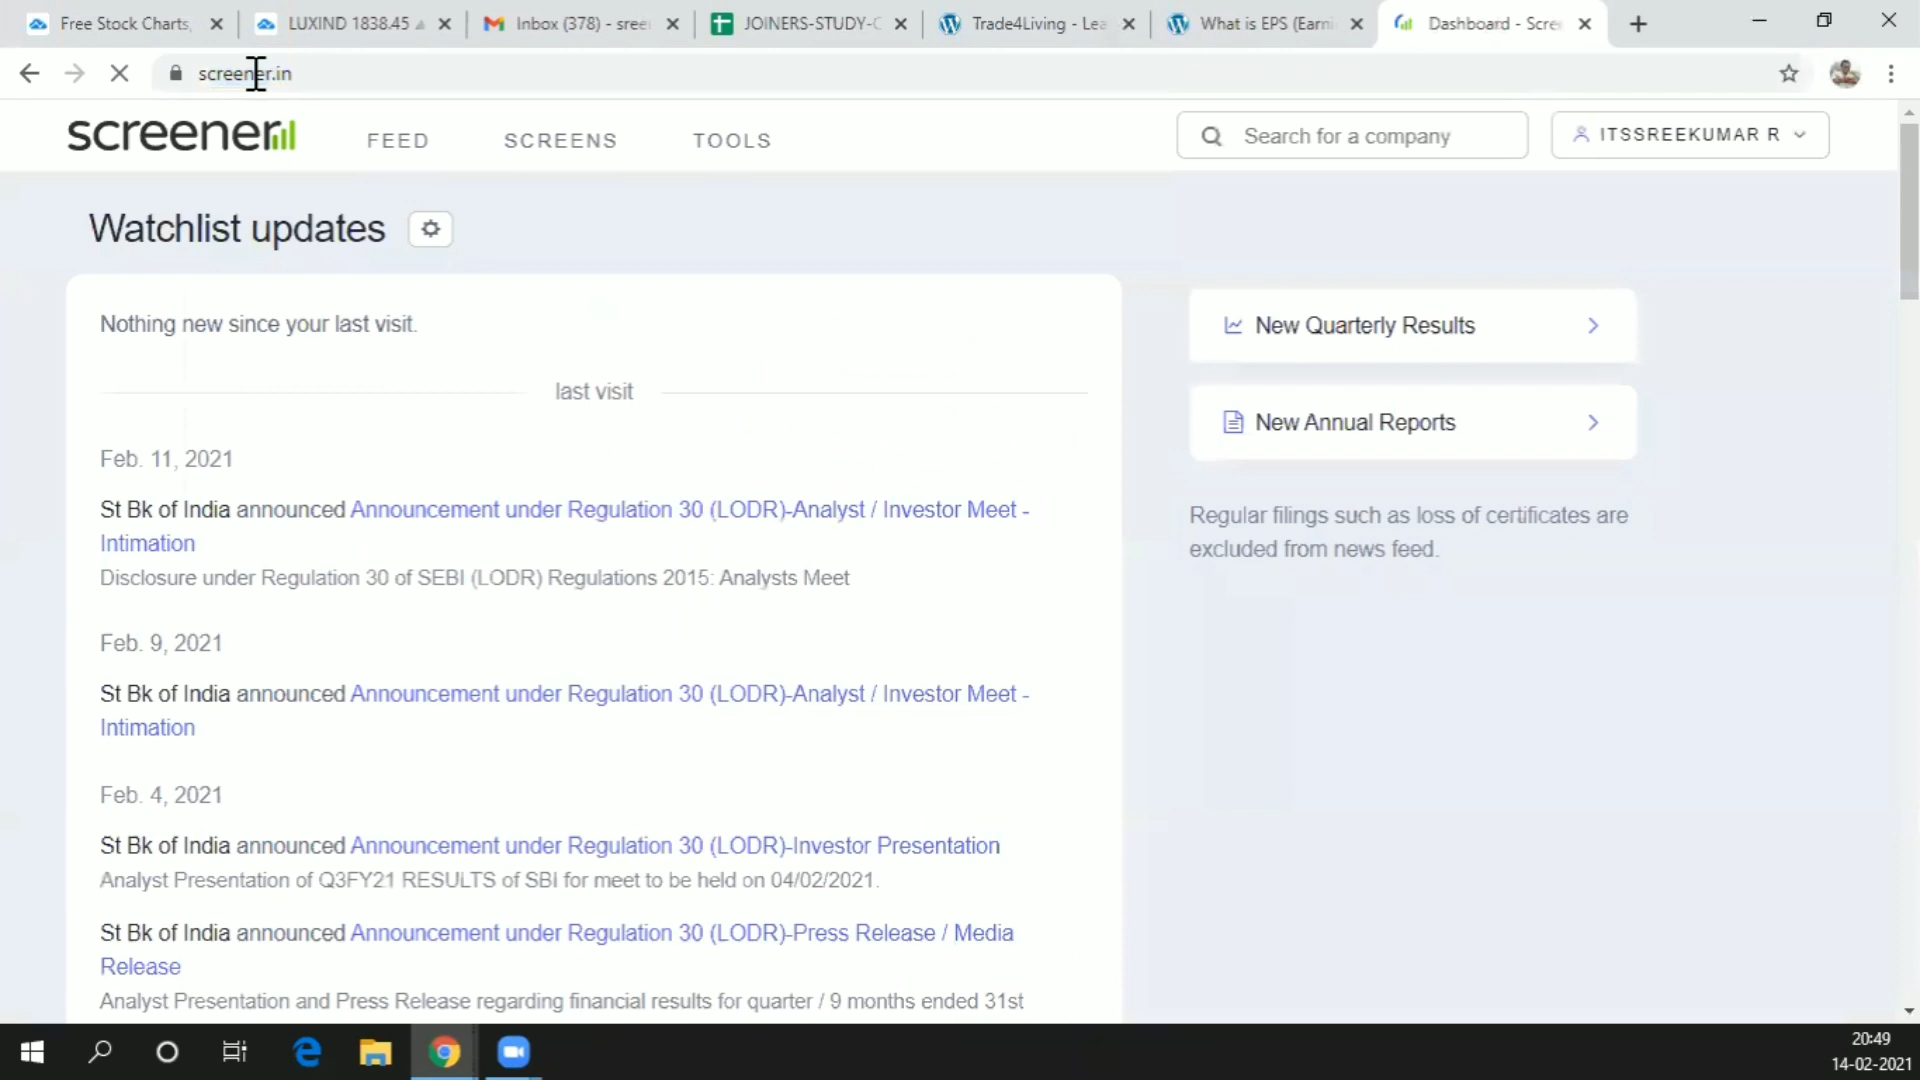 Free Stock Charts,
LUXIND 1838.45
Inbox (378) - sree
JOINERS-STUDY-C
Trade4Living - Lea
What is EPS (Earni
Dashboard - Scree
screener.in
screener
FEED
SCREENS
TOOLS
Search for a company
ITSSREEKUMAR R
Watchlist updates
Nothing new since your last visit.
last visit
Feb. 11, 2021
St Bk of India announced Announcement under Regulation 30 (LODR)-Analyst / Investor Meet -
Intimation
Disclosure under Regulation 30 of SEBI (LODR) Regulations 2015: Analysts Meet
Feb. 9, 2021
St Bk of India announced Announcement under Regulation 30 (LODR)-Analyst / Investor Meet -
Intimation
Feb. 4, 2021
St Bk of India announced Announcement under Regulation 30 (LODR)-Investor Presentation
Analyst Presentation of Q3FY21 RESULTS of SBI for meet to be held on 04/02/2021.
St Bk of India announced Announcement under Regulation 30 (LODR)-Press Release / Media
Release
Analyst Presentation and Press Release regarding financial results for quarter / 9 months ended 31st
New Quarterly Results
New Annual Reports
Regular filings such as loss of certificates are
excluded from news feed.
20:49
14-02-2021